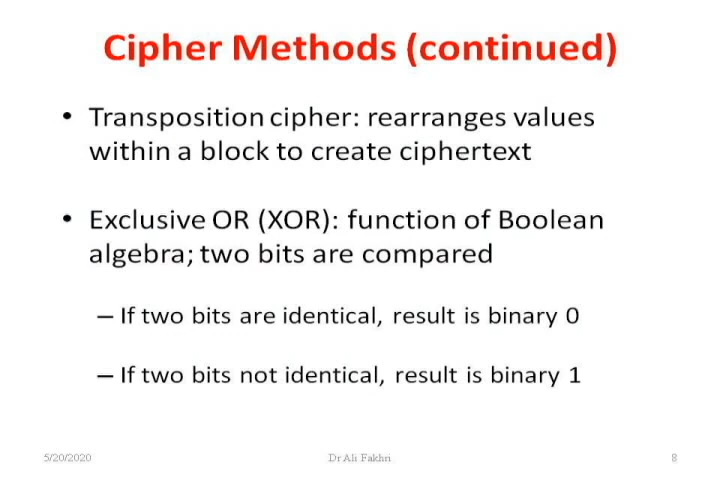 Cipher Methods (continued)
• Transposition cipher: rearranges values
within a block to create ciphertext
• Exclusive OR (XOR): function of Boolean
algebra; two bits are compared
– If two bits are identical, result is binary 0
– If two bits not identical, result is binary 1
5/20/2020 Dr Ali Fakhri 8